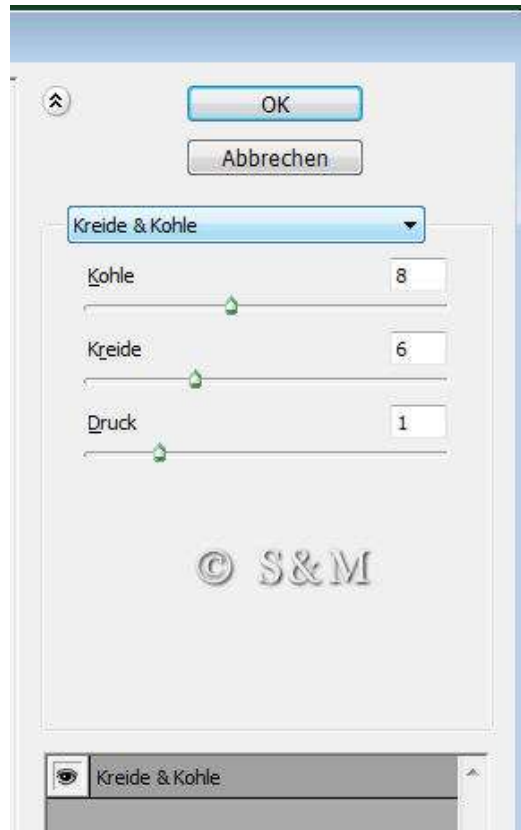 OK
Abbrechen
Kreide & Kohle
Kohle 8
Kreide 6
Druck 1
© S&M
Kreide & Kohle